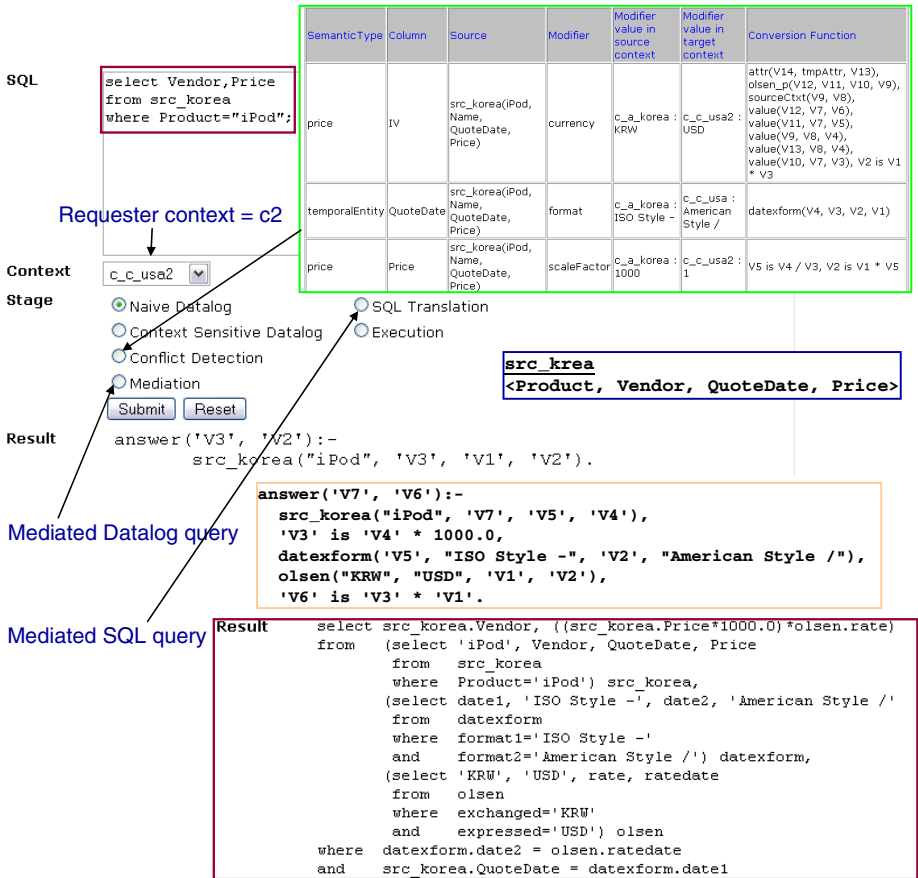 SemanticType Column Source Modifier Modifier value in source context Modifier value in target context Conversion Function
price IV src_korea(iPod, Name, QuoteDate, Price) currency c_a_korea : KRW c_c_usa2 : USD attr(V14, tmpAttr, V13), olsen_p(V12, V11, V10, V9), sourceCtxt(V9, V8), value(V12, V7, V6), value(V11, V7, V5), value(V9, V8, V4), value(V13, V8, V4), value(V10, V7, V3), V2 is V1 * V3
temporalEntity QuoteDate src_korea(iPod, Name, QuoteDate, Price) format c_a_korea : ISO Style - c_c_usa : American Style / datexform(V4, V3, V2, V1)
price Price src_korea(iPod, Name, QuoteDate, Price) scaleFactor c_a_korea : 1000 c_c_usa2 : 1 V5 is V4 / V3, V2 is V1 * V5
SQL
select Vendor,Price
from src_korea
where Product="iPod";
Requester context = c2
Context c_c_usa2
Stage
Naive Datalog SQL Translation
Context Sensitive Datalog Execution
Conflict Detection
Mediation
Submit Reset
src_krea
<Product, Vendor, QuoteDate, Price>
Result answer('V3', 'V2'):-
src_korea("iPod", 'V3', 'V1', 'V2').
Mediated Datalog query
answer('V7', 'V6'):-
src_korea("iPod", 'V7', 'V5', 'V4'),
'V3' is 'V4' * 1000.0,
datexform('V5', "ISO Style -", 'V2', "American Style /"),
olsen("KRW", "USD", 'V1', 'V2'),
'V6' is 'V3' * 'V1'.
Mediated SQL query
Result select src_korea.Vendor, ((src_korea.Price*1000.0)*olsen.rate)
from (select 'iPod', Vendor, QuoteDate, Price
from src_korea
where Product='iPod') src_korea,
(select date1, 'ISO Style -', date2, 'American Style /'
from datexform
where format1='ISO Style -'
and format2='American Style /') datexform,
(select 'KRW', 'USD', rate, ratedate
from olsen
where exchanged='KRW'
and expressed='USD') olsen
where datexform.date2 = olsen.ratedate
and src_korea.QuoteDate = datexform.date1